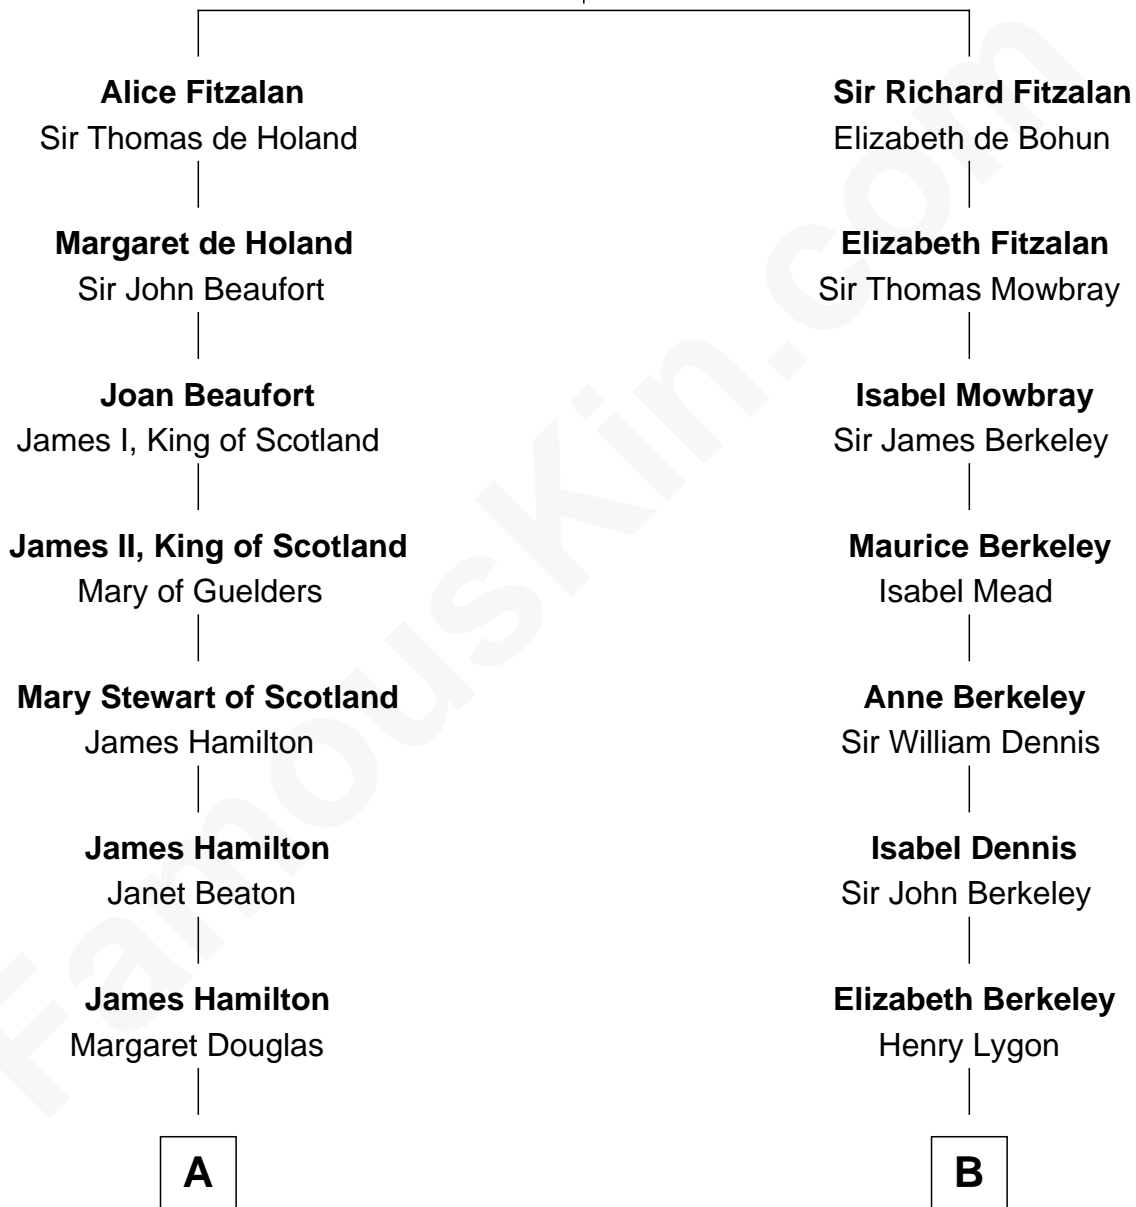 Alice Fitzalan
Sir Thomas de Holand
Margaret de Holand
Sir John Beaufort
Joan Beaufort
James I, King of Scotland
James II, King of Scotland
Mary of Guelders
Mary Stewart of Scotland
James Hamilton
James Hamilton
Janet Beaton
James Hamilton
Margaret Douglas
A
Sir Richard Fitzalan
Elizabeth de Bohun
Elizabeth Fitzalan
Sir Thomas Mowbray
Isabel Mowbray
Sir James Berkeley
Maurice Berkeley
Isabel Mead
Anne Berkeley
Sir William Dennis
Isabel Dennis
Sir John Berkeley
Elizabeth Berkeley
Henry Lygon
B
FamousKin.com